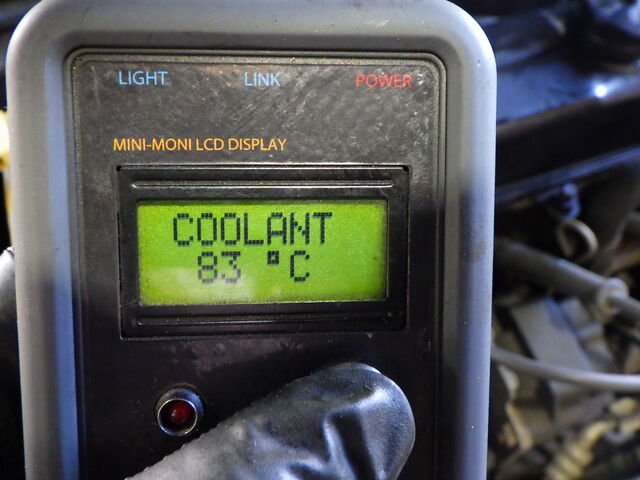 LIGHT LINK POWER
MINI-MONI LCD DISPLAY
COOLANT
83 °C